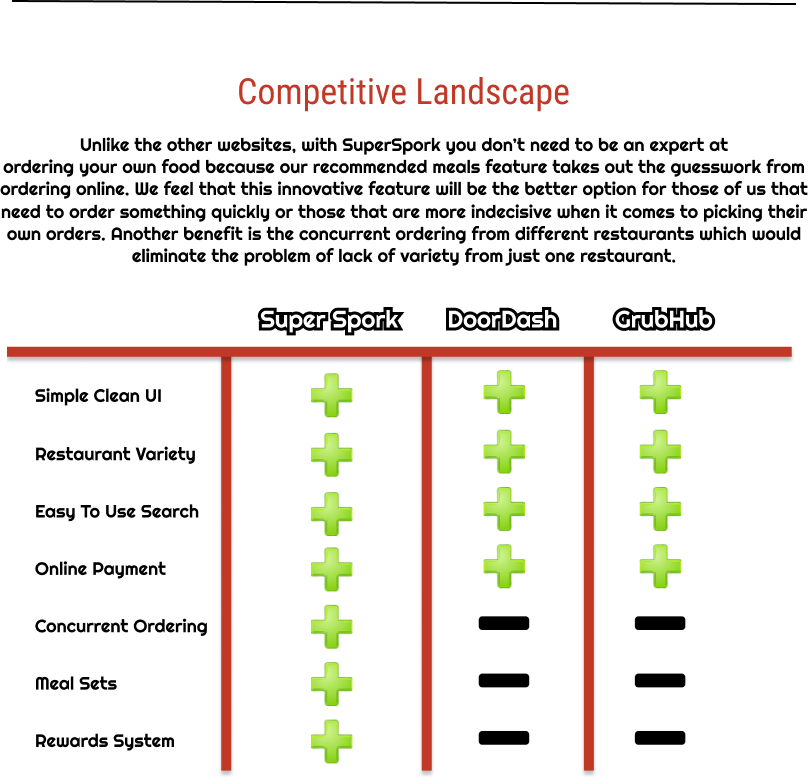 Competitive Landscape
Unlike the other websites, with SuperSpork you don't need to be an expert at
ordering your own food because our recommended meals feature takes out the guesswork from
ordering online. We feel that this innovative feature will be the better option for those of us that
need to order something quickly or those that are more indecisive when it comes to picking their
own orders. Another benefit is the concurrent ordering from different restaurants which would
eliminate the problem of lack of variety from just one restaurant.
Super Spork DoorDash GrubHub
Simple Clean UI
Restaurant Variety
Easy To Use Search
Online Payment
Concurrent Ordering
Meal Sets
Rewards System